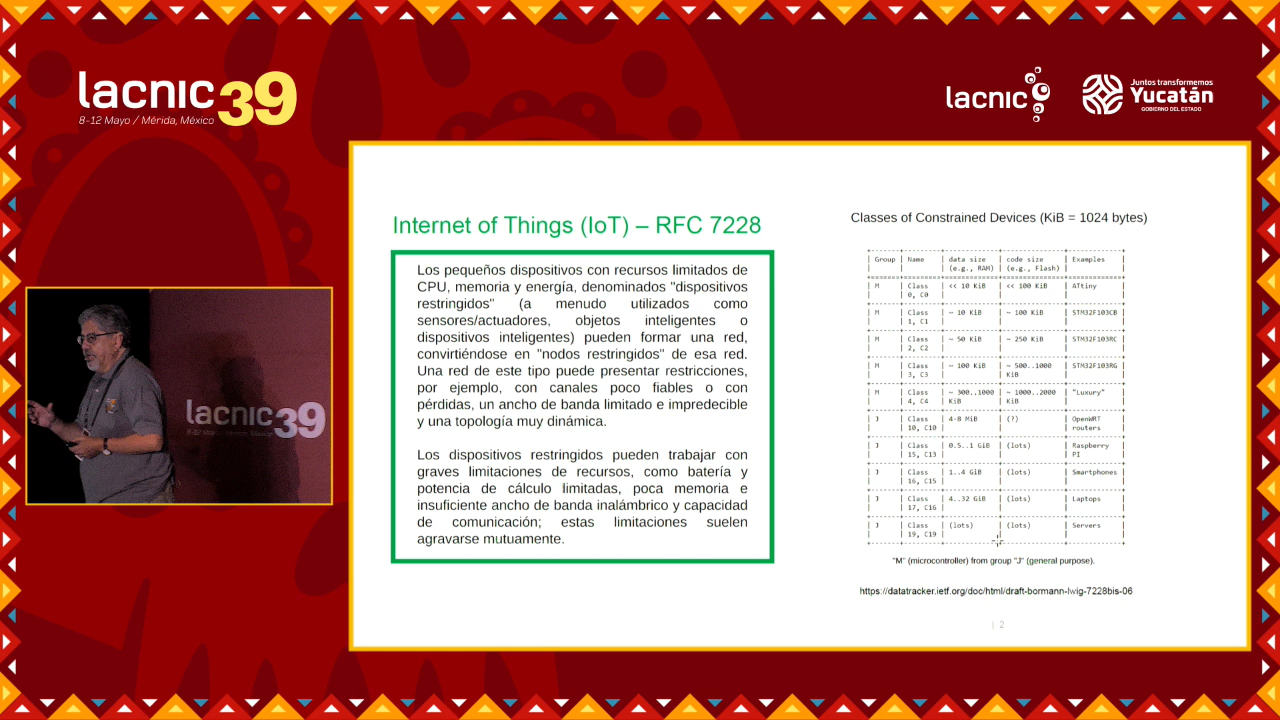 lacnic 39
8-12 Mayo / Mérida, México
lacnic
Juntos transformemos
Yucatán
GOBIERNO DEL ESTADO
Internet of Things (IoT) – RFC 7228
Los pequeños dispositivos con recursos limitados de
CPU, memoria y energía, denominados "dispositivos
restringidos" (a menudo utilizados como
sensores/actuadores, objetos inteligentes o
dispositivos inteligentes) pueden formar una red,
convirtiéndose en "nodos restringidos" de esa red.
Una red de este tipo puede presentar restricciones,
por ejemplo, con canales poco fiables o con
pérdidas, un ancho de banda limitado e impredecible
y una topología muy dinámica.
Los dispositivos restringidos pueden trabajar con
graves limitaciones de recursos, como batería y
potencia de cálculo limitadas, poca memoria e
insuficiente ancho de banda inalámbrico y capacidad
de comunicación; estas limitaciones suelen
agravarse mutuamente.
Classes of Constrained Devices (KiB = 1024 bytes)
Group | Name | data size | code size | Examples
(e.g., RAM) | (e.g., Flash)
M | Class | << 10 KiB | << 100 KiB | ATtiny
0, C0
M | Class | ~ 10 KiB | ~ 100 KiB | STM32F103CB
1, C1
M | Class | ~ 50 KiB | ~ 250 KiB | STM32F103RC
2, C2
M | Class | ~ 100 KiB | ~ 500..1000 | STM32F103RG
3, C3 | KiB
M | Class | ~ 300..1000 | ~ 1000..2000 | "Luxury"
4, C4 | KiB | KiB
J | Class | 4-8 MiB | (?) | OpenWRT
10, C10 | routers
J | Class | 0.5..1 GiB | (lots) | Raspberry
15, C13 | PI
J | Class | 1..4 GiB | (lots) | Smartphones
16, C15
J | Class | 4..32 GiB | (lots) | Laptops
17, C16
J | Class | (lots) | (lots) | Servers
19, C19
"M" (microcontroller) from group "J" (general purpose).
https://datatracker.ietf.org/doc/html/draft-bormann-lwig-7228bis-06
| 2
lacnic 39
8-12 Mayo / Mérida, México